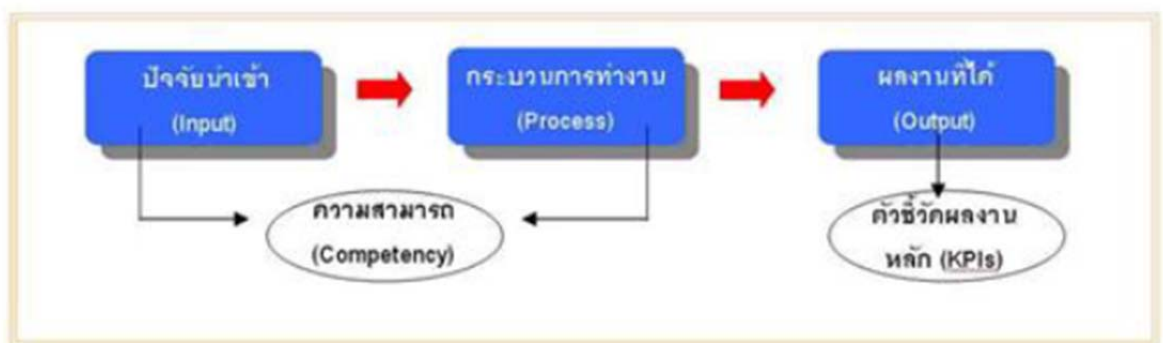 ปัจจัยนำเข้า
(Input)
กระบวนการทำงาน
(Process)
ผลงานที่ได้
(Output)
ความสามารถ
(Competency)
ตัวชี้วัดผลงาน
หลัก (KPIs)